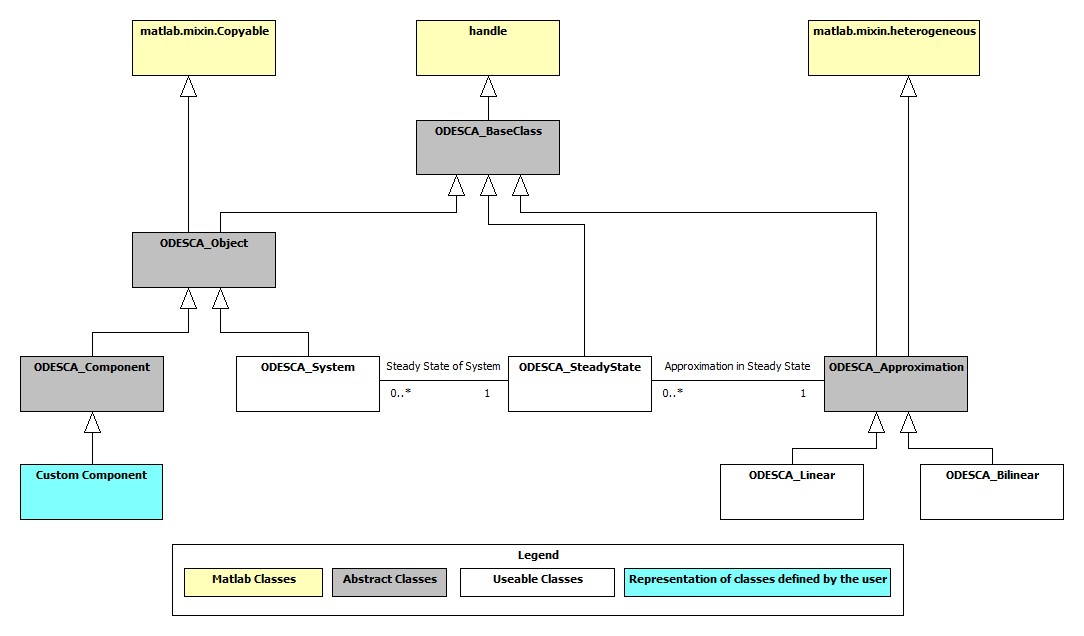 matlab.mixin.Copyable
handle
matlab.mixin.heterogeneous
ODESCA_BaseClass
ODESCA_Object
ODESCA_Component
ODESCA_System
Steady State of System
0..*
1
ODESCA_SteadyState
Approximation in Steady State
0..*
1
ODESCA_Approximation
Custom Component
ODESCA_Linear
ODESCA_Bilinear
Legend
Matlab Classes
Abstract Classes
Useable Classes
Representation of classes defined by the user